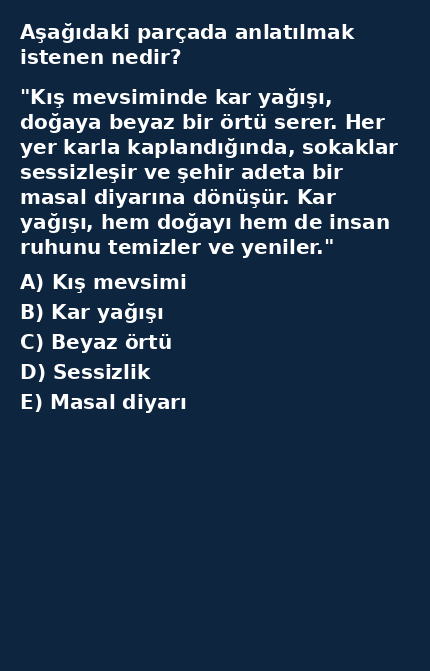 Aşağıdaki parçada anlatılmak
istenen nedir?
"Kış mevsiminde kar yağışı,
doğaya beyaz bir örtü serer. Her
yer karla kaplandığında, sokaklar
sessizleşir ve şehir adeta bir
masal diyarına dönüşür. Kar
yağışı, hem doğayı hem de insan
ruhunu temizler ve yeniler."
A) Kış mevsimi
B) Kar yağışı
C) Beyaz örtü
D) Sessizlik
E) Masal diyarı